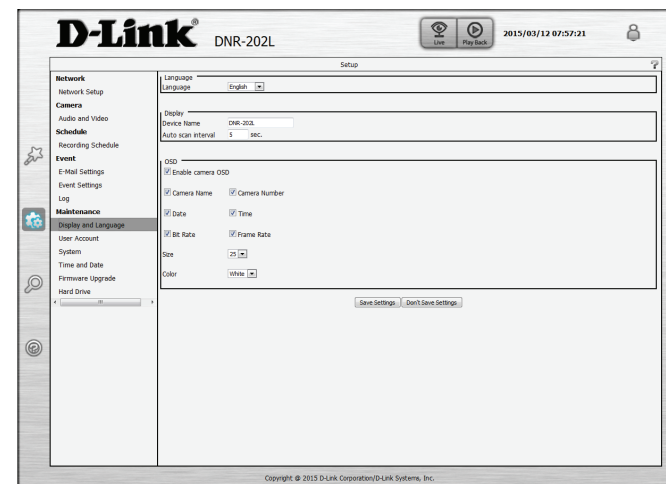 D-Link® DNR-202L
Live
Play Back
2015/03/12 07:57:21
Setup
?
Network
Network Setup
Camera
Audio and Video
Schedule
Recording Schedule
Event
E-Mail Settings
Event Settings
Log
Maintenance
Display and Language
User Account
System
Time and Date
Firmware Upgrade
Hard Drive
Language
Language English
Display
Device Name DNR-202L
Auto scan interval 5 sec.
OSD
Enable camera OSD
Camera Name Camera Number
Date Time
Bit Rate Frame Rate
Size 25
Color White
Save Settings Don't Save Settings
Copyright @ 2015 D-Link Corporation/D-Link Systems, Inc.